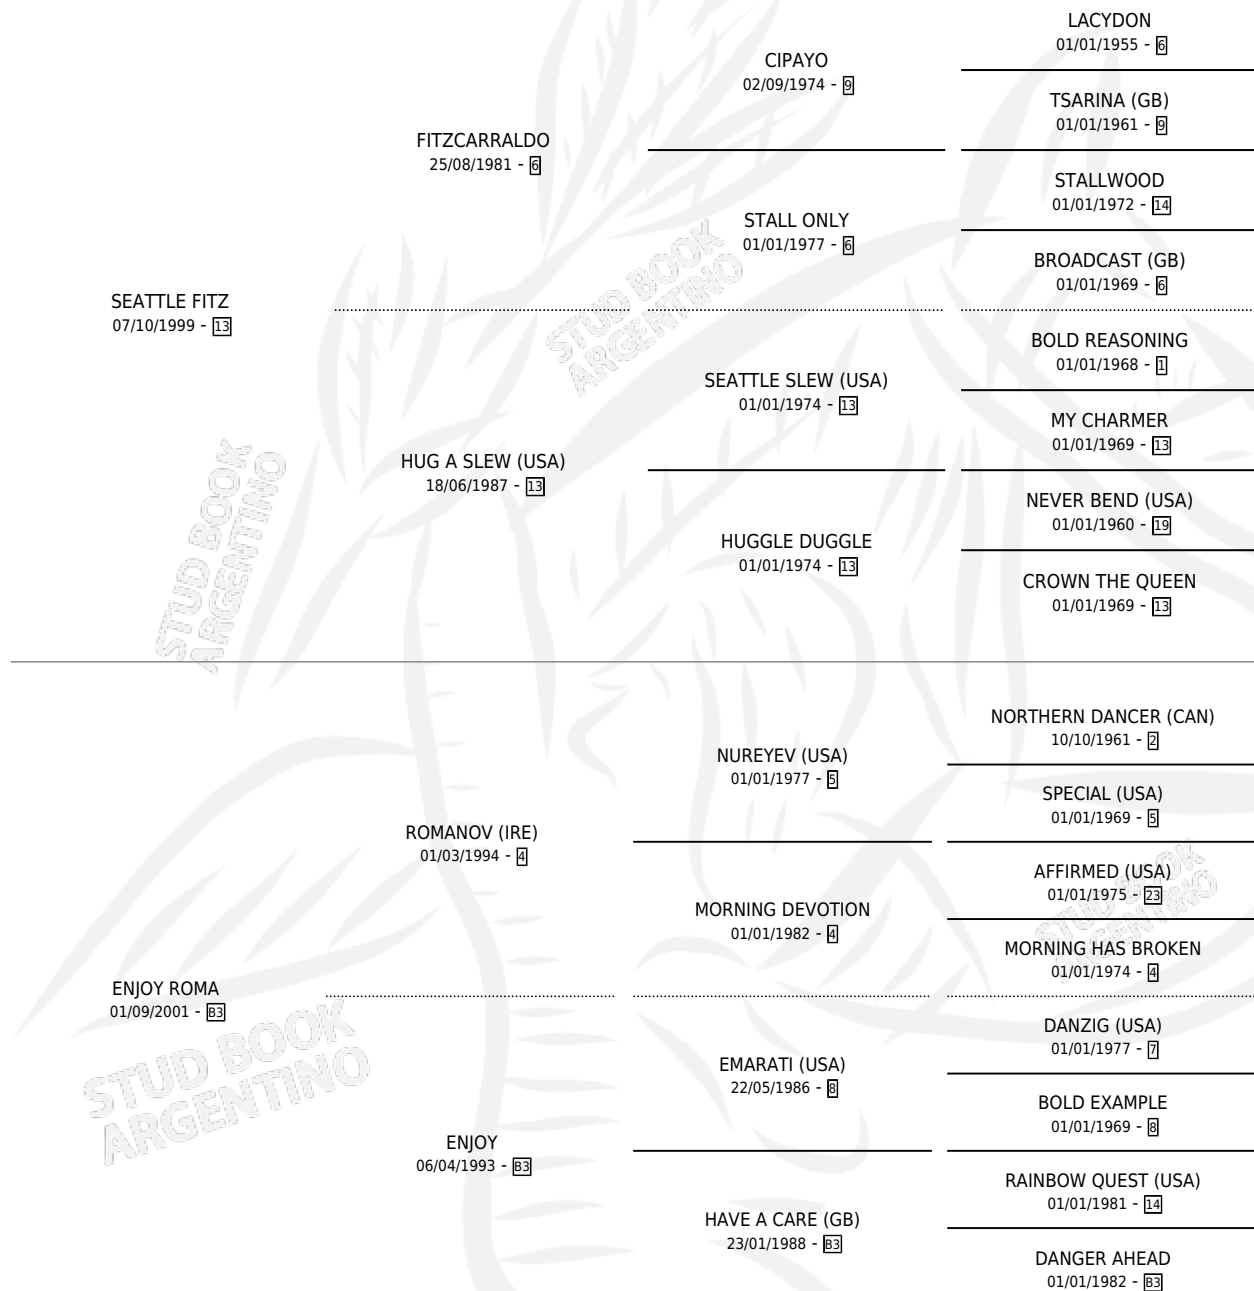 LACYDON
01/01/1955 - 6
CIPAYO
02/09/1974 - 9
TSARINA (GB)
01/01/1961 - 9
FITZCARRALDO
25/08/1981 - 6
STALLWOOD
01/01/1972 - 14
STALL ONLY
01/01/1977 - 6
BROADCAST (GB)
01/01/1969 - 6
SEATTLE FITZ
07/10/1999 - 13
STUD BOOK
ARGENTINO
BOLD REASONING
01/01/1968 - 1
SEATTLE SLEW (USA)
01/01/1974 - 13
MY CHARMER
01/01/1969 - 13
HUG A SLEW (USA)
18/06/1987 - 13
NEVER BEND (USA)
01/01/1960 - 19
HUGGLE DUGGLE
01/01/1974 - 13
CROWN THE QUEEN
01/01/1969 - 13
STUD BOOK
ARGENTINO
NORTHERN DANCER (CAN)
10/10/1961 - 2
NUREYEV (USA)
01/01/1977 - 5
SPECIAL (USA)
01/01/1969 - 5
ROMANOV (IRE)
01/03/1994 - 4
AFFIRMED (USA)
01/01/1975 - 23
MORNING DEVOTION
01/01/1982 - 4
MORNING HAS BROKEN
01/01/1974 - 4
STUD BOOK
ARGENTINO
ENJOY ROMA
01/09/2001 - B3
DANZIG (USA)
01/01/1977 - 7
EMARATI (USA)
22/05/1986 - 8
BOLD EXAMPLE
01/01/1969 - 8
STUD BOOK
ARGENTINO
ENJOY
06/04/1993 - B3
RAINBOW QUEST (USA)
01/01/1981 - 14
HAVE A CARE (GB)
23/01/1988 - B3
DANGER AHEAD
01/01/1982 - B3